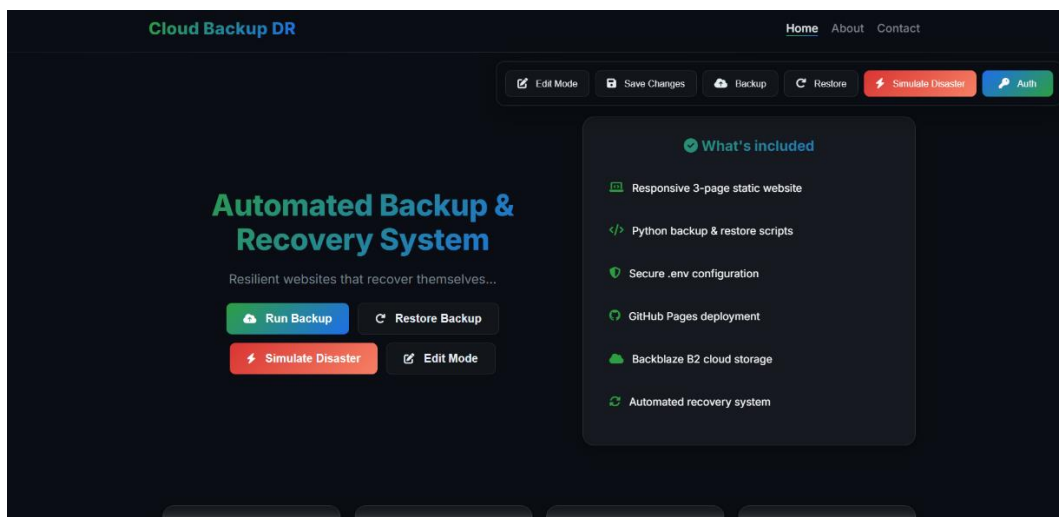 Cloud Backup DR
Home About Contact
Edit Mode Save Changes Backup Restore Simulate Disaster Auth
Automated Backup &
Recovery System
Resilient websites that recover themselves...
Run Backup Restore Backup
Simulate Disaster Edit Mode
What's included
Responsive 3-page static website
Python backup & restore scripts
Secure .env configuration
GitHub Pages deployment
Backblaze B2 cloud storage
Automated recovery system